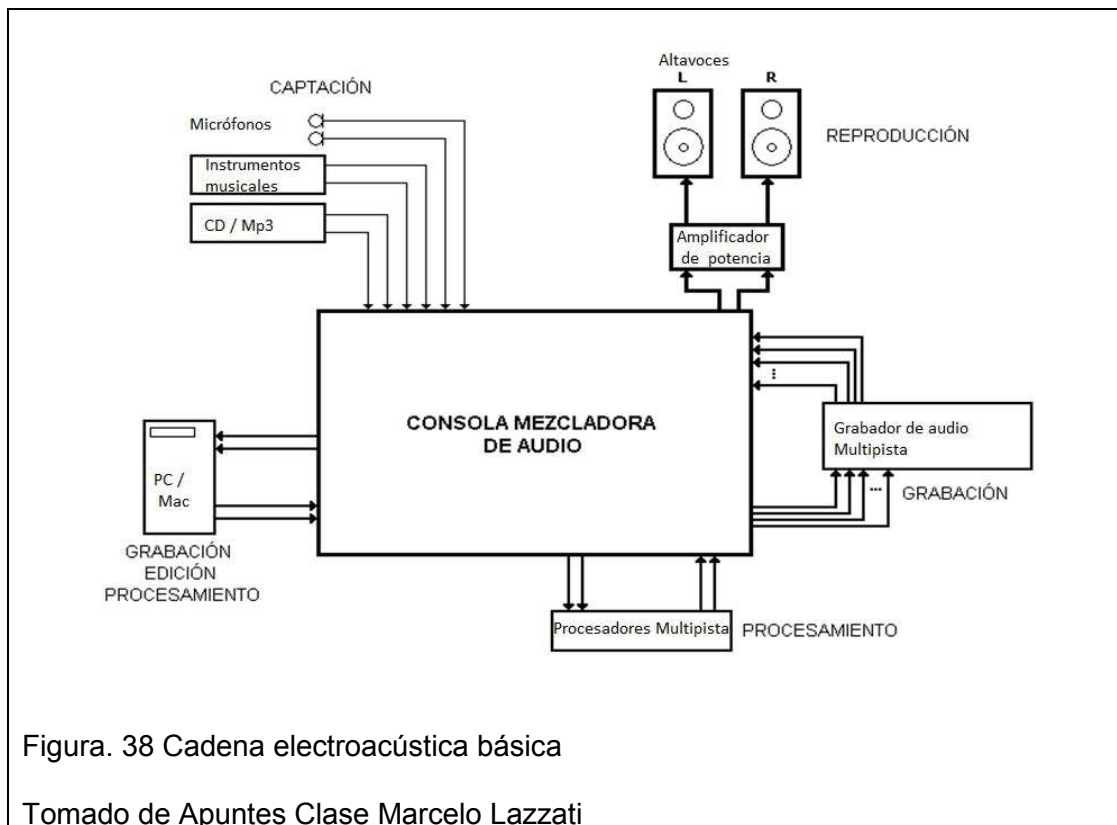 Altavoces
L R
CAPTACIÓN
Micrófonos
Instrumentos
musicales
CD / Mp3
REPRODUCCIÓN
Amplificador
de potencia
CONSOLA MEZCLADORA
DE AUDIO
...
Grabador de audio
Multipista
...
GRABACIÓN
PC /
Mac
GRABACIÓN
EDICIÓN
PROCESAMIENTO
Procesadores Multipista
PROCESAMIENTO
Figura. 38 Cadena electroacústica básica
Tomado de Apuntes Clase Marcelo Lazzati